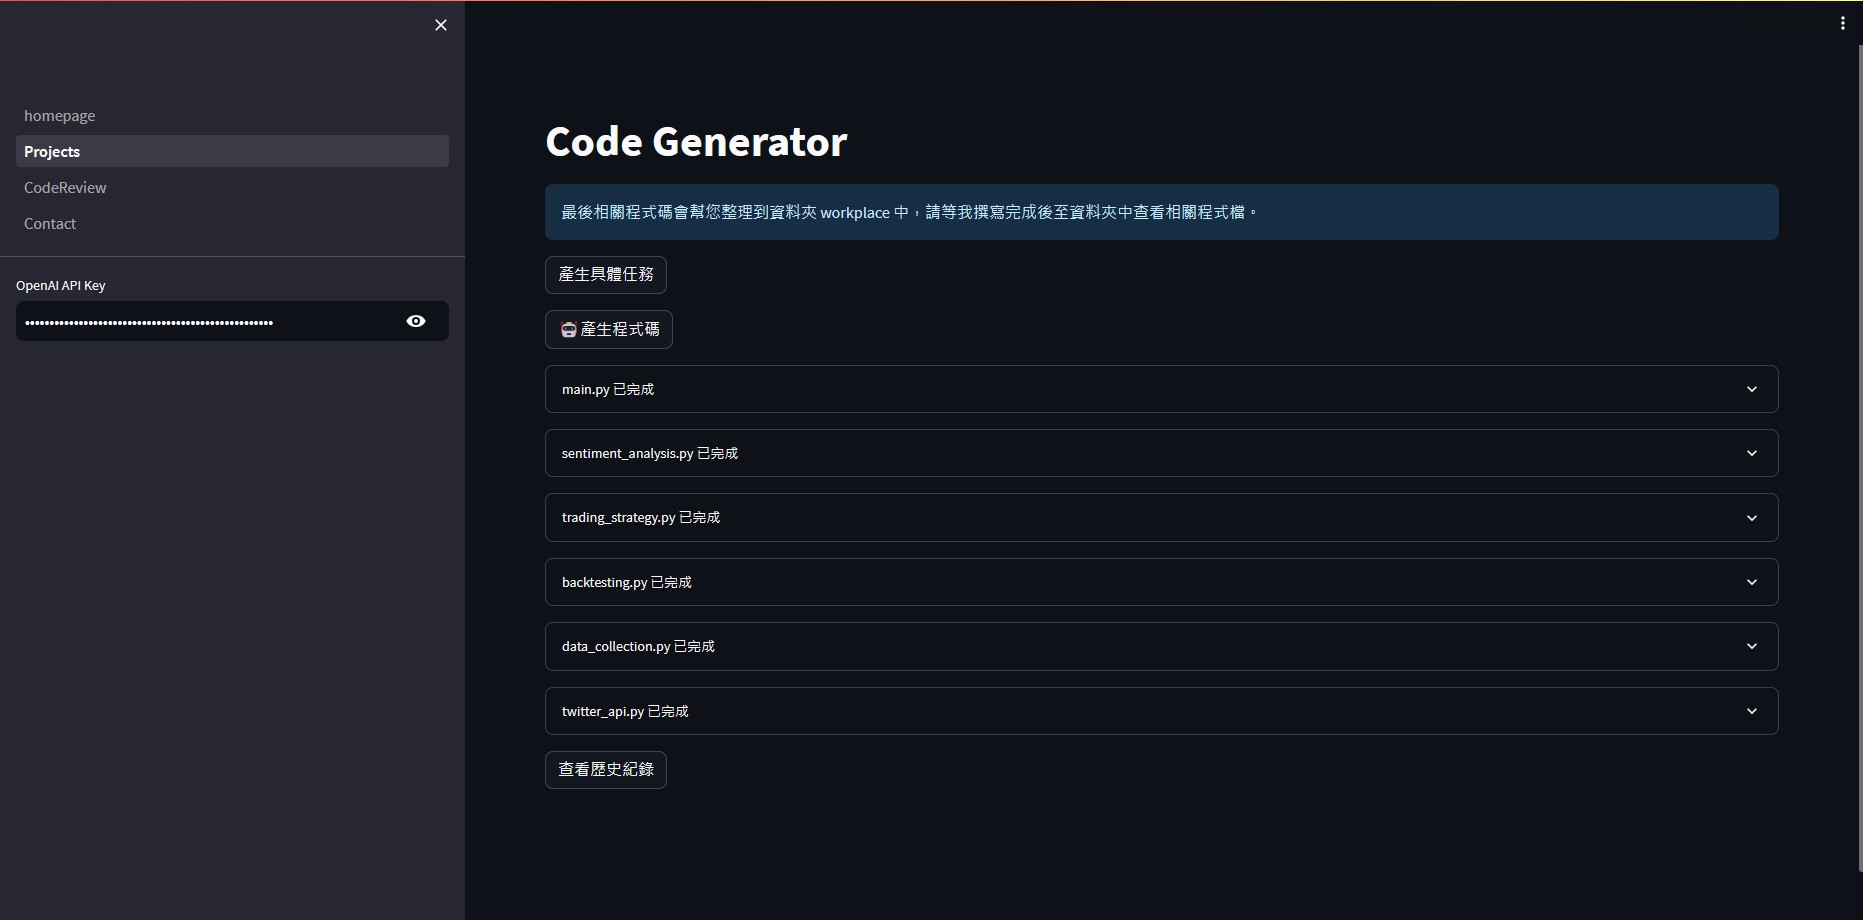 homepage
Projects
CodeReview
Contact
OpenAI API Key
Code Generator
最後相關程式碼會幫您整理到資料夾 workplace 中，請等我撰寫完成後至資料夾中查看相關程式檔。
產生具體任務
產生程式碼
main.py 已完成
sentiment_analysis.py 已完成
trading_strategy.py 已完成
backtesting.py 已完成
data_collection.py 已完成
twitter_api.py 已完成
查看歷史紀錄